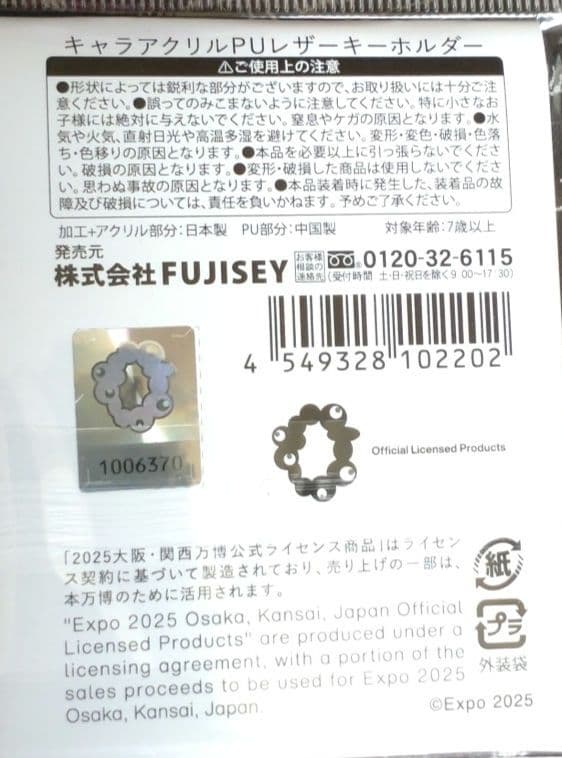 キャラアクリルPUレザーキーホルダー
⚠ご使用上の注意
●形状によっては鋭利な部分がございますので、お取り扱いには十分ご注
意ください。●誤ってのみこまないように注意してください。特に小さなお
子様には絶対に与えないでください。窒息やケガの原因となります。●水
気や火気、直射日光や高温多湿を避けてください。変形・変色・破損・色落
ち・色移りの原因となります。●本品を必要以上に引っ張らないでくださ
い。破損の原因となります。●変形・破損した商品は使用しないでくださ
い。思わぬ事故の原因となります。●本品装着時に発生した、装着品の故
障及び破損については、責任を負いかねます。予めご了承ください。
加工+アクリル部分:日本製 PU部分:中国製 対象年齢:7歳以上
発売元
株式会社FUJISEY
お客様
相談の
連絡先
0120-32-6115
(受付時間 土・日・祝日を除く9:00〜17:30)
4 549328 102202
1006370
Official Licensed Products
「2025大阪・関西万博公式ライセンス商品」はライセン
ス契約に基づいて製造されており、売り上げの一部は、
本万博のために活用されます。
"Expo 2025 Osaka, Kansai, Japan Official
Licensed Products" are produced under a
licensing agreement, with a portion of the
sales proceeds to be used for Expo 2025
Osaka, Kansai, Japan.
紙
プラ
外装袋
©Expo 2025